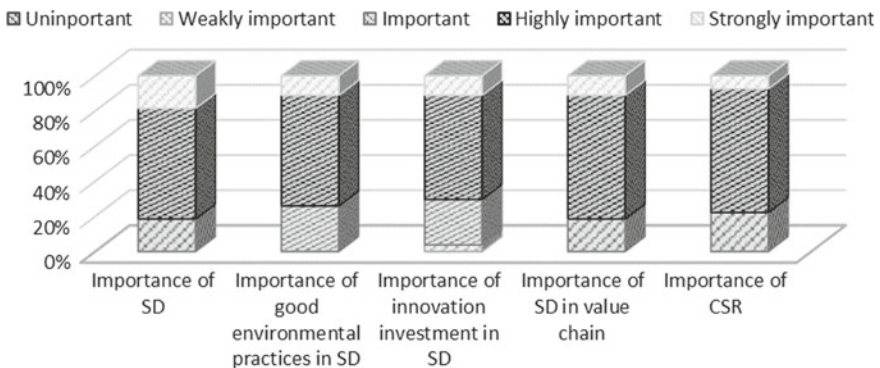 Uninportant Weakly important Important Highly important Strongly important
100%
80%
60%
40%
20%
0%
Importance of SD
Importance of good environmental practices in SD
Importance of innovation investment in SD
Importance of SD in value chain
Importance of CSR